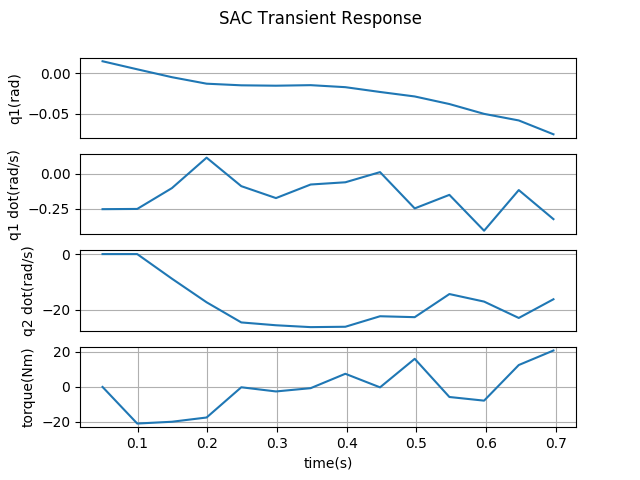 SAC Transient Response
q1(rad)
0.00
−0.05
q1 dot(rad/s)
0.00
−0.25
q2 dot(rad/s)
0
−20
torque(Nm)
20
0
−20
0.1 0.2 0.3 0.4 0.5 0.6 0.7
time(s)